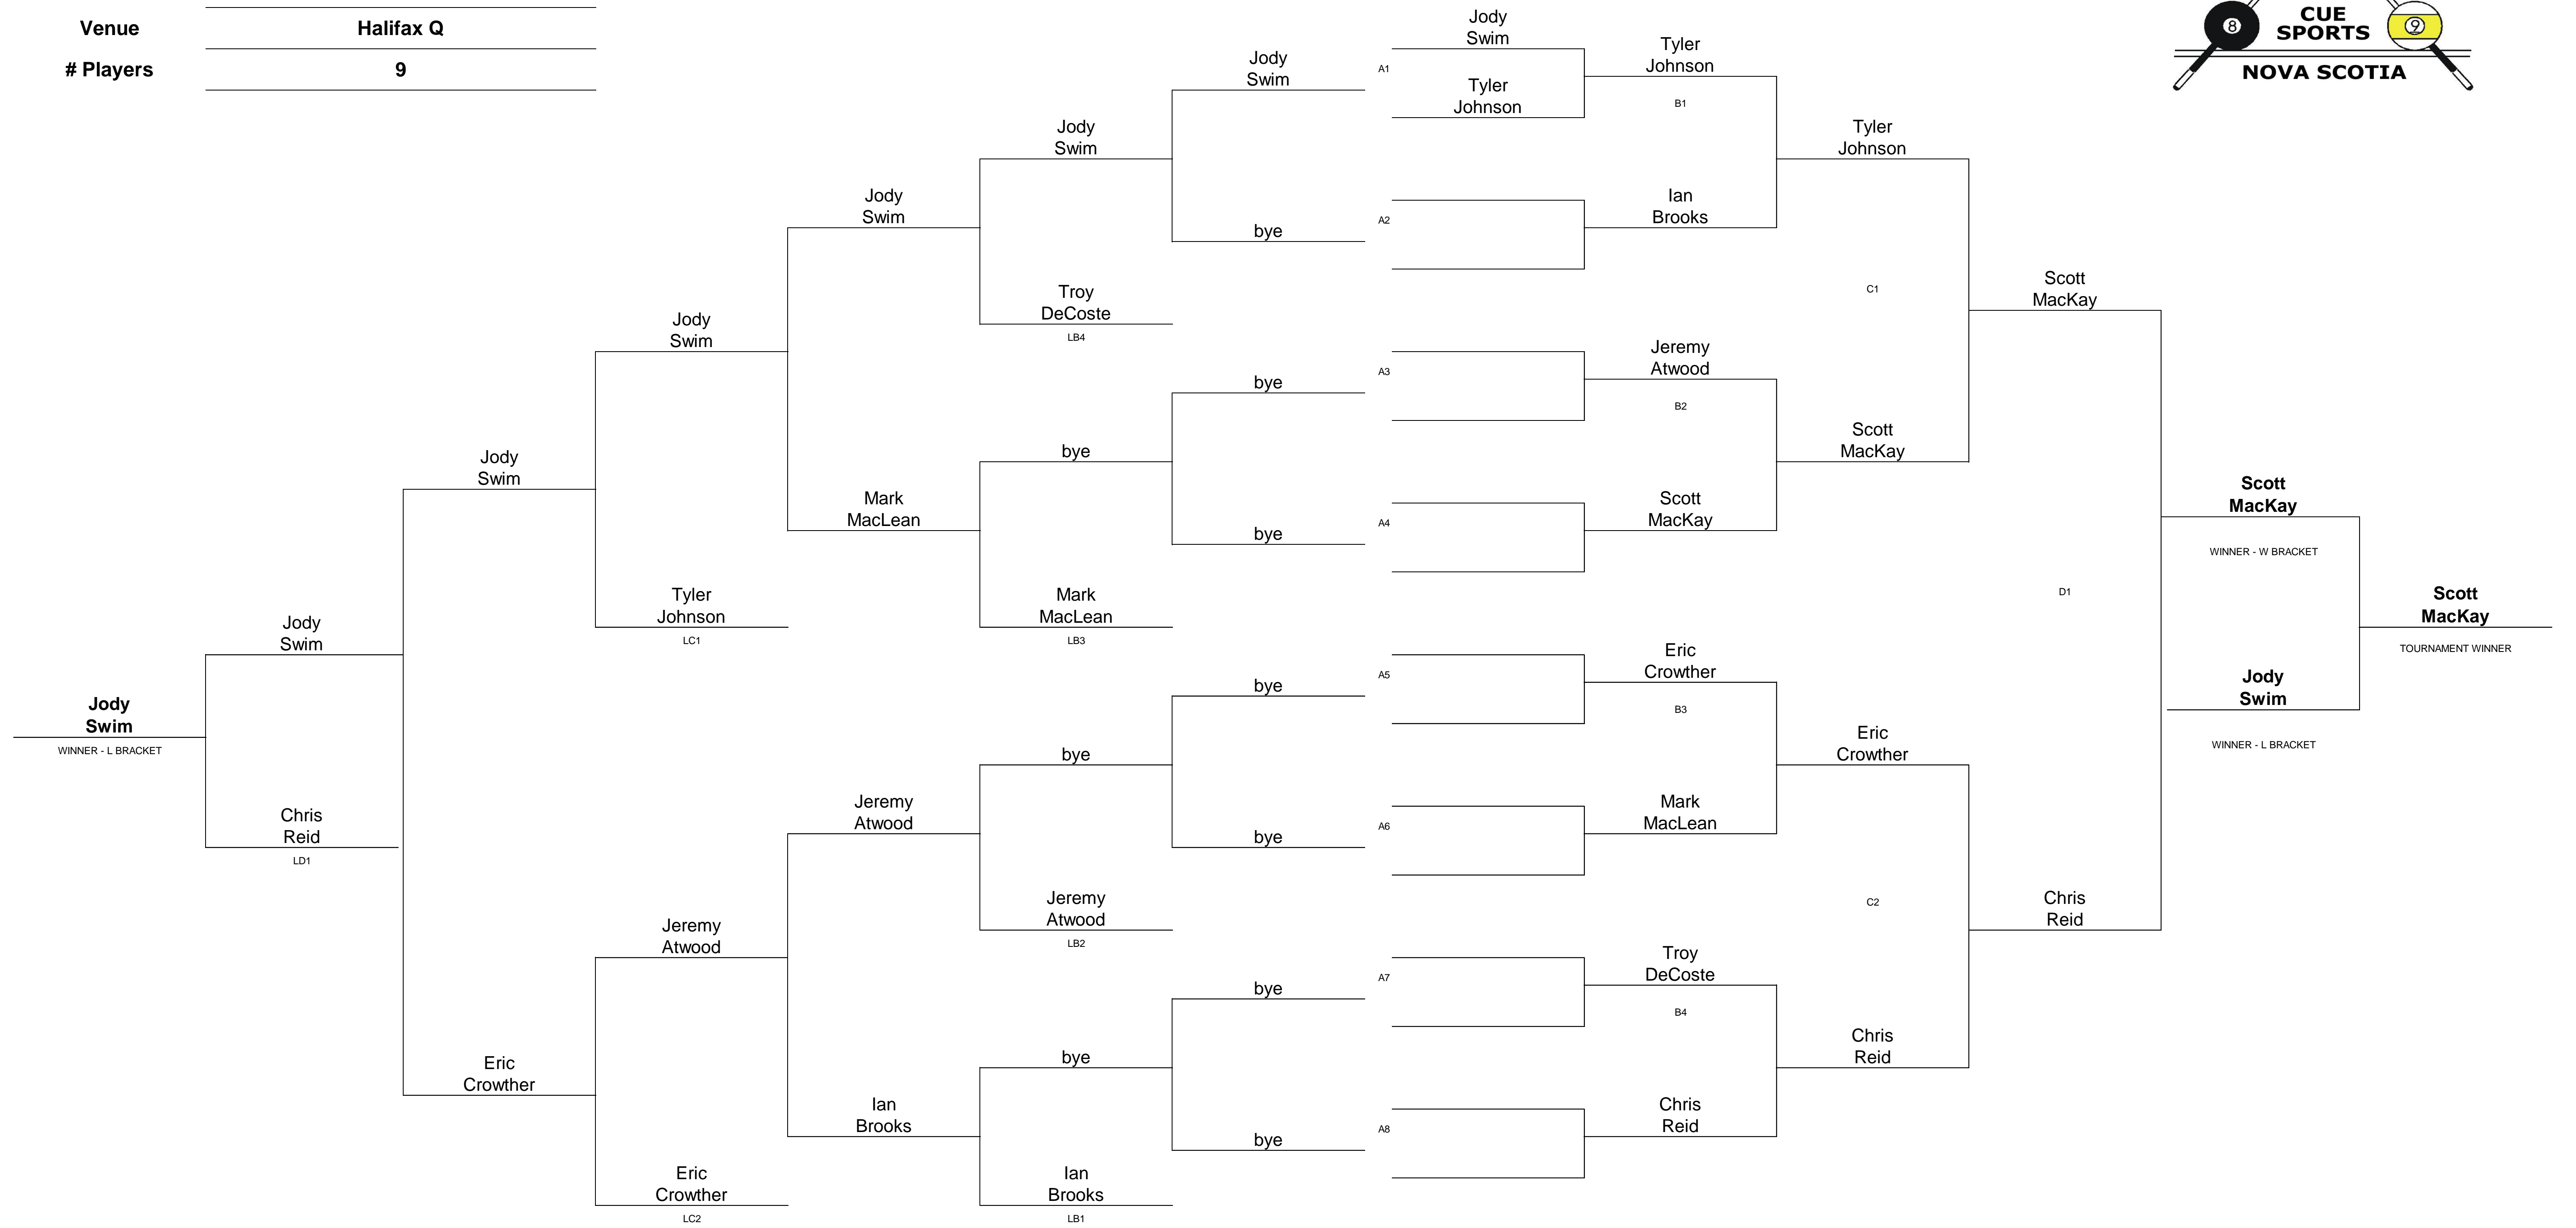 Venue
Halifax Q
# Players
9
8
CUE
SPORTS
9
NOVA SCOTIA
Jody
Swim
WINNER - L BRACKET
Jody
Swim
Chris
Reid
LD1
Jody
Swim
Eric
Crowther
Jody
Swim
Tyler
Johnson
LC1
Jeremy
Atwood
Eric
Crowther
LC2
Jody
Swim
Mark
MacLean
Jeremy
Atwood
Ian
Brooks
Jody
Swim
Troy
DeCoste
LB4
bye
Mark
MacLean
LB3
bye
Jeremy
Atwood
LB2
bye
Ian
Brooks
LB1
Jody
Swim
bye
bye
bye
bye
bye
bye
bye
A1
A2
A3
A4
A5
A6
A7
A8
Jody
Swim
Tyler
Johnson
Tyler
Johnson
B1
Ian
Brooks
Jeremy
Atwood
B2
Scott
MacKay
Eric
Crowther
B3
Mark
MacLean
Troy
DeCoste
B4
Chris
Reid
Tyler
Johnson
C1
Scott
MacKay
Eric
Crowther
C2
Chris
Reid
Scott
MacKay
D1
Chris
Reid
Scott
MacKay
WINNER - W BRACKET
Jody
Swim
WINNER - L BRACKET
Scott
MacKay
TOURNAMENT WINNER